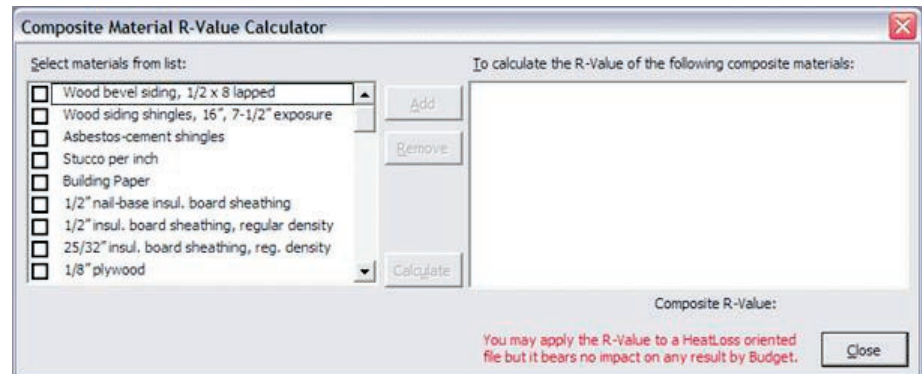 Composite Material R-Value Calculator
Select materials from list:
Wood bevel siding, 1/2 x 8 lapped
Wood siding shingles, 16", 7-1/2" exposure
Asbestos-cement shingles
Stucco per inch
Building Paper
1/2" nail-base insul. board sheathing
1/2" insul. board sheathing, regular density
25/32" insul. board sheathing, reg. density
1/8" plywood
Add
Remove
Calculate
To calculate the R-Value of the following composite materials:
Composite R-Value:
You may apply the R-Value to a HeatLoss oriented
file but it bears no impact on any result by Budget.
Close